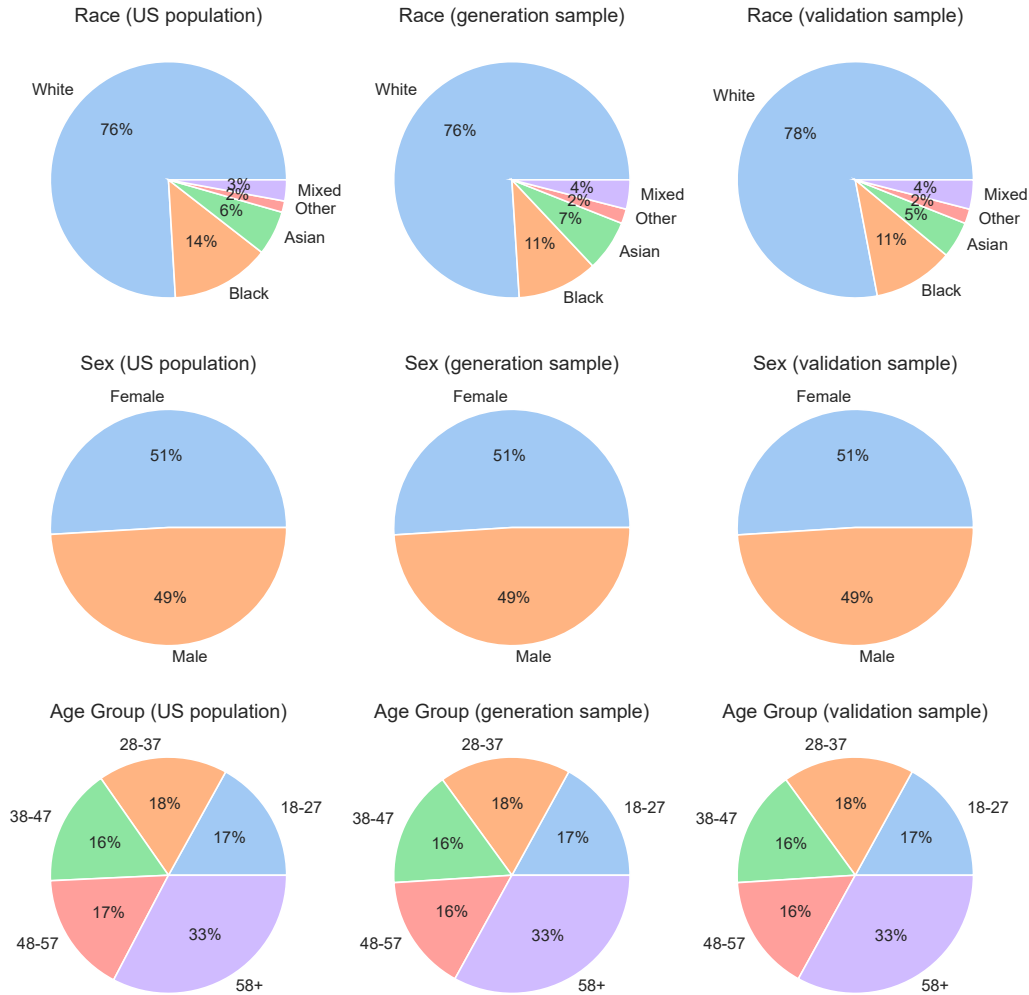 Race (US population)
White
76%
3%
Mixed
2%
Other
6%
Asian
14%
Black
Race (generation sample)
White
76%
4%
Mixed
2%
Other
7%
Asian
11%
Black
Race (validation sample)
White
78%
4%
Mixed
2%
Other
5%
Asian
11%
Black
Sex (US population)
Female
51%
49%
Male
Sex (generation sample)
Female
51%
49%
Male
Sex (validation sample)
Female
51%
49%
Male
Age Group (US population)
28-37
18%
18-27
17%
38-47
16%
17%
48-57
33%
58+
Age Group (generation sample)
28-37
18%
18-27
17%
38-47
16%
16%
48-57
33%
58+
Age Group (validation sample)
28-37
18%
18-27
17%
38-47
16%
16%
48-57
33%
58+